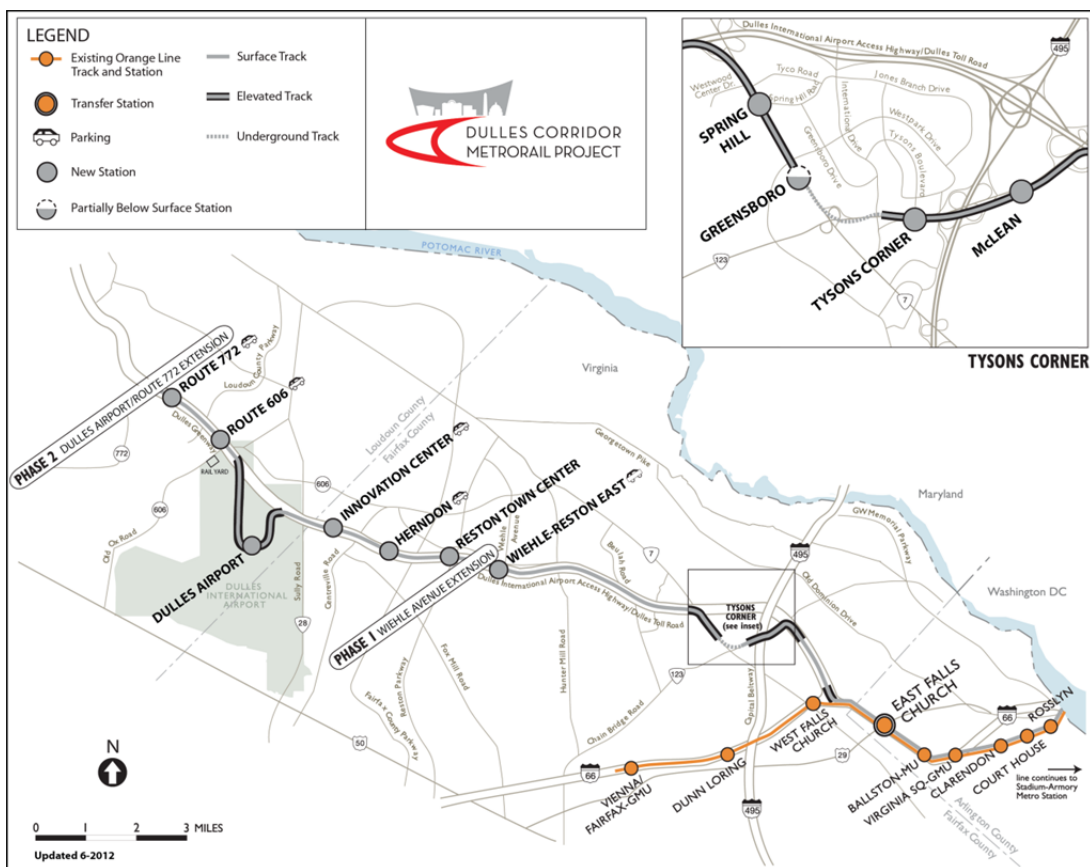 LEGEND
Existing Orange Line
Track and Station
Transfer Station
Parking
New Station
Partially Below Surface Station
Surface Track
Elevated Track
Underground Track
DULLES CORRIDOR
METRORAIL PROJECT
Dulles International Airport Access Highway/Dulles Toll Road
495
Westwood
Center Dr.
Tyco Road
Spring Hill Road
Jones Branch Drive
International Drive
Westpark Drive
Greensboro Drive
Tysons Boulevard
SPRING
HILL
GREENSBORO
TYSONS CORNER
McLEAN
123
7
TYSONS CORNER
POTOMAC RIVER
Virginia
Maryland
Washington DC
PHASE 2 DULLES AIRPORT/ROUTE 772 EXTENSION
ROUTE 772
Loudoun County Parkway
ROUTE 606
Dulles Greenway
772
RAIL YARD
606
606
Old Ox Road
Loudoun County
Fairfax County
INNOVATION CENTER
HERNDON
RESTON TOWN CENTER
Wiehle
Avenue
WIEHLE-RESTON EAST
PHASE 1 WIEHLE AVENUE EXTENSION
DULLES AIRPORT
DULLES
INTERNATIONAL
AIRPORT
Sully Road
28
Centreville Road
Dulles International Airport Access Highway/Dulles Toll Road
Georgetown Pike
Beulah Road
7
495
GW Memorial Parkway
Old Dominion Drive
TYSONS
CORNER
(see inset)
Fox Mill Road
Reston Parkway
Fairfax County
Parkway
Hunter Mill Road
123
Chain Bridge Road
Capital Beltway
50
66
VIENNA/
FAIRFAX-GMU
DUNN LORING
WEST FALLS
CHURCH
29
EAST FALLS
CHURCH
BALLSTON-MU
VIRGINIA SQ-GMU
CLARENDON
COURT HOUSE
ROSSLYN
66
495
line continues to
Stadium-Armory
Metro Station
Arlington County
Fairfax County
N
0 1 2 3 MILES
Updated 6-2012